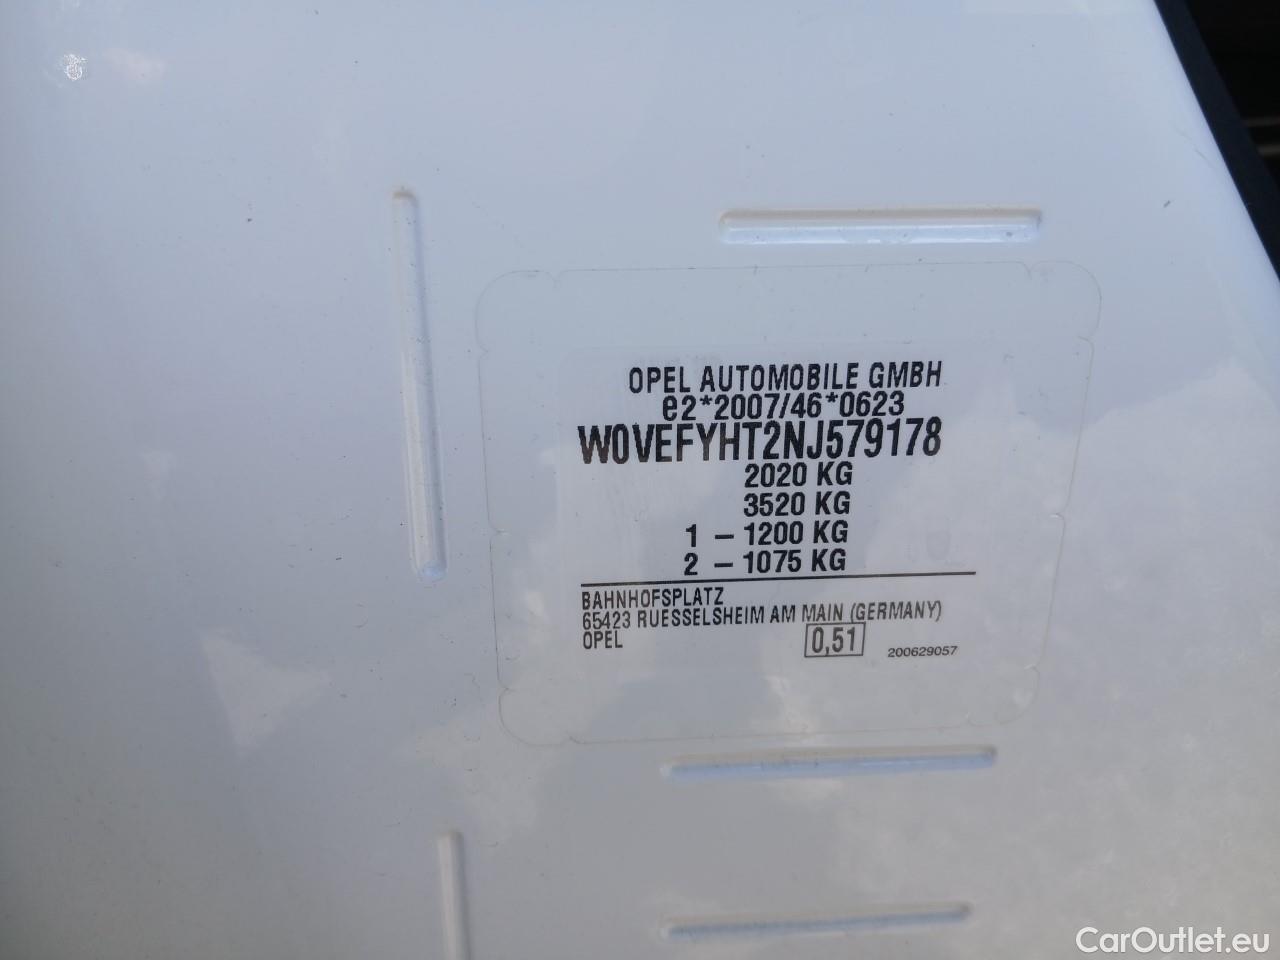 OPEL AUTOMOBILE GMBH
e2*2007/46*0623
W0VEFYHT2NJ579178
2020 KG
3520 KG
1 - 1200 KG
2 - 1075 KG
BAHNHOFSPLATZ
65423 RUESSELSHEIM AM MAIN (GERMANY)
OPEL
0,51
200629057
CarOutlet.eu